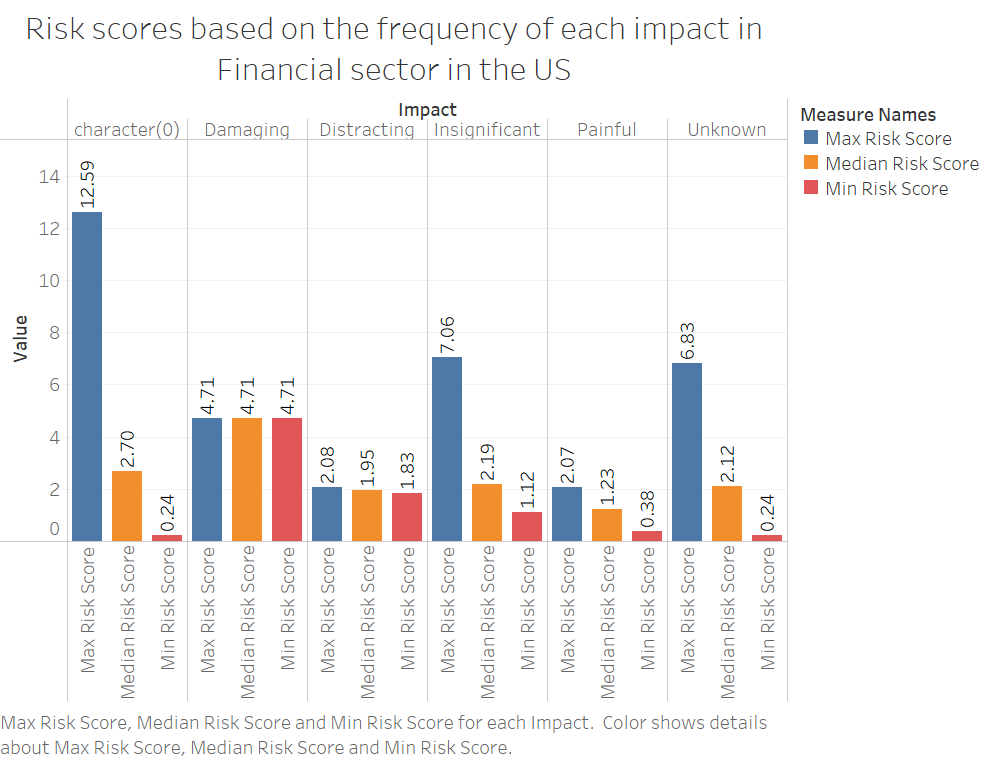 Risk scores based on the frequency of each impact in
Financial sector in the US
Impact
character(0) Damaging Distracting Insignificant Painful Unknown
Measure Names
Max Risk Score
Median Risk Score
Min Risk Score
Value
14
12
10
8
6
4
2
0
12.59
2.70
0.24
4.71
4.71
4.71
2.08
1.95
1.83
7.06
2.19
1.12
2.07
1.23
0.38
6.83
2.12
0.24
Max Risk Score
Median Risk Score
Min Risk Score
Max Risk Score
Median Risk Score
Min Risk Score
Max Risk Score
Median Risk Score
Min Risk Score
Max Risk Score
Median Risk Score
Min Risk Score
Max Risk Score
Median Risk Score
Min Risk Score
Max Risk Score
Median Risk Score
Min Risk Score
Max Risk Score, Median Risk Score and Min Risk Score for each Impact.  Color shows details
about Max Risk Score, Median Risk Score and Min Risk Score.